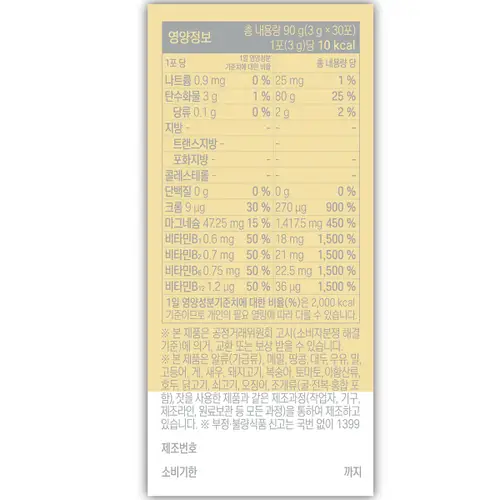 영양정보
총 내용량 90 g(3 g × 30포)
1포(3 g)당 10 kcal
1포 당 1일 영양성분 기준치에 대한 비율 총 내용량 당
나트륨 0.9 mg 0 % 25 mg 1 %
탄수화물 3 g 1 % 80 g 25 %
당류 0.1 g 0 % 2 g 2 %
지방 - - - -
트랜스지방 - - -
포화지방 - - - -
콜레스테롤 - - - -
단백질 0 g 0 % 0 g 0 %
크롬 9 µg 30 % 270 µg 900 %
마그네슘 47.25 mg 15 % 1,417.5 mg 450 %
비타민B₁ 0.6 mg 50 % 18 mg 1,500 %
비타민B₂ 0.7 mg 50 % 21 mg 1,500 %
비타민B₆ 0.75 mg 50 % 22.5 mg 1,500 %
비타민B₁₂ 1.2 µg 50 % 36 µg 1,500 %
1일 영양성분기준치에 대한 비율(%)은 2,000 kcal
기준이므로 개인의 필요 열량에 따라 다를 수 있습니다.
※ 본 제품은 공정거래위원회 고시(소비자분쟁 해결
기준)에 의거, 교환 또는 보상 받을 수 있습니다.
※ 본 제품은 알류(가금류), 메밀, 땅콩, 대두, 우유, 밀,
고등어, 게, 새우, 돼지고기, 복숭아, 토마토, 아황산류,
호두, 닭고기, 쇠고기, 오징어, 조개류(굴·전복·홍합 포
함), 잣을 사용한 제품과 같은 제조과정(작업자, 기구,
제조라인, 원료보관 등 모든 과정)을 통하여 제조하고
있습니다. ※ 부정·불량식품 신고는 국번 없이 1399
제조번호
소비기한 까지